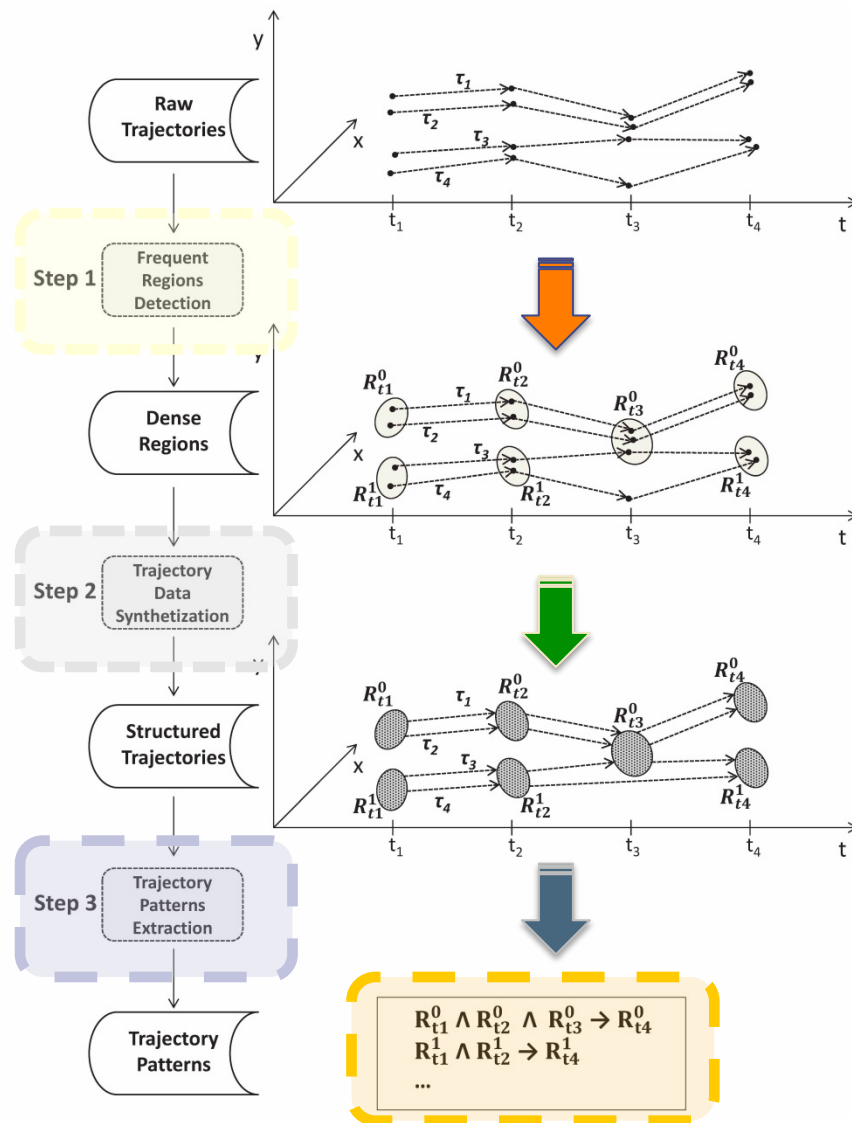 y
Raw
Trajectories
x
τ₁
τ₂
τ₃
τ₄
t₁
t₂
t₃
t₄
t
Step 1
Frequent
Regions
Detection
y
Dense
Regions
x
R⁰ₜ₁
τ₁
R⁰ₜ₂
R⁰ₜ₃
R⁰ₜ₄
τ₂
τ₃
τ₄
R¹ₜ₁
R¹ₜ₂
R¹ₜ₄
t₁
t₂
t₃
t₄
t
Step 2
Trajectory
Data
Synthetization
y
Structured
Trajectories
x
R⁰ₜ₁
τ₁
R⁰ₜ₂
R⁰ₜ₃
R⁰ₜ₄
τ₂
τ₃
τ₄
R¹ₜ₁
R¹ₜ₂
R¹ₜ₄
t₁
t₂
t₃
t₄
t
Step 3
Trajectory
Patterns
Extraction
Trajectory
Patterns
R⁰ₜ₁ ∧ R⁰ₜ₂ ∧ R⁰ₜ₃ → R⁰ₜ₄
R¹ₜ₁ ∧ R¹ₜ₂ → R¹ₜ₄
...